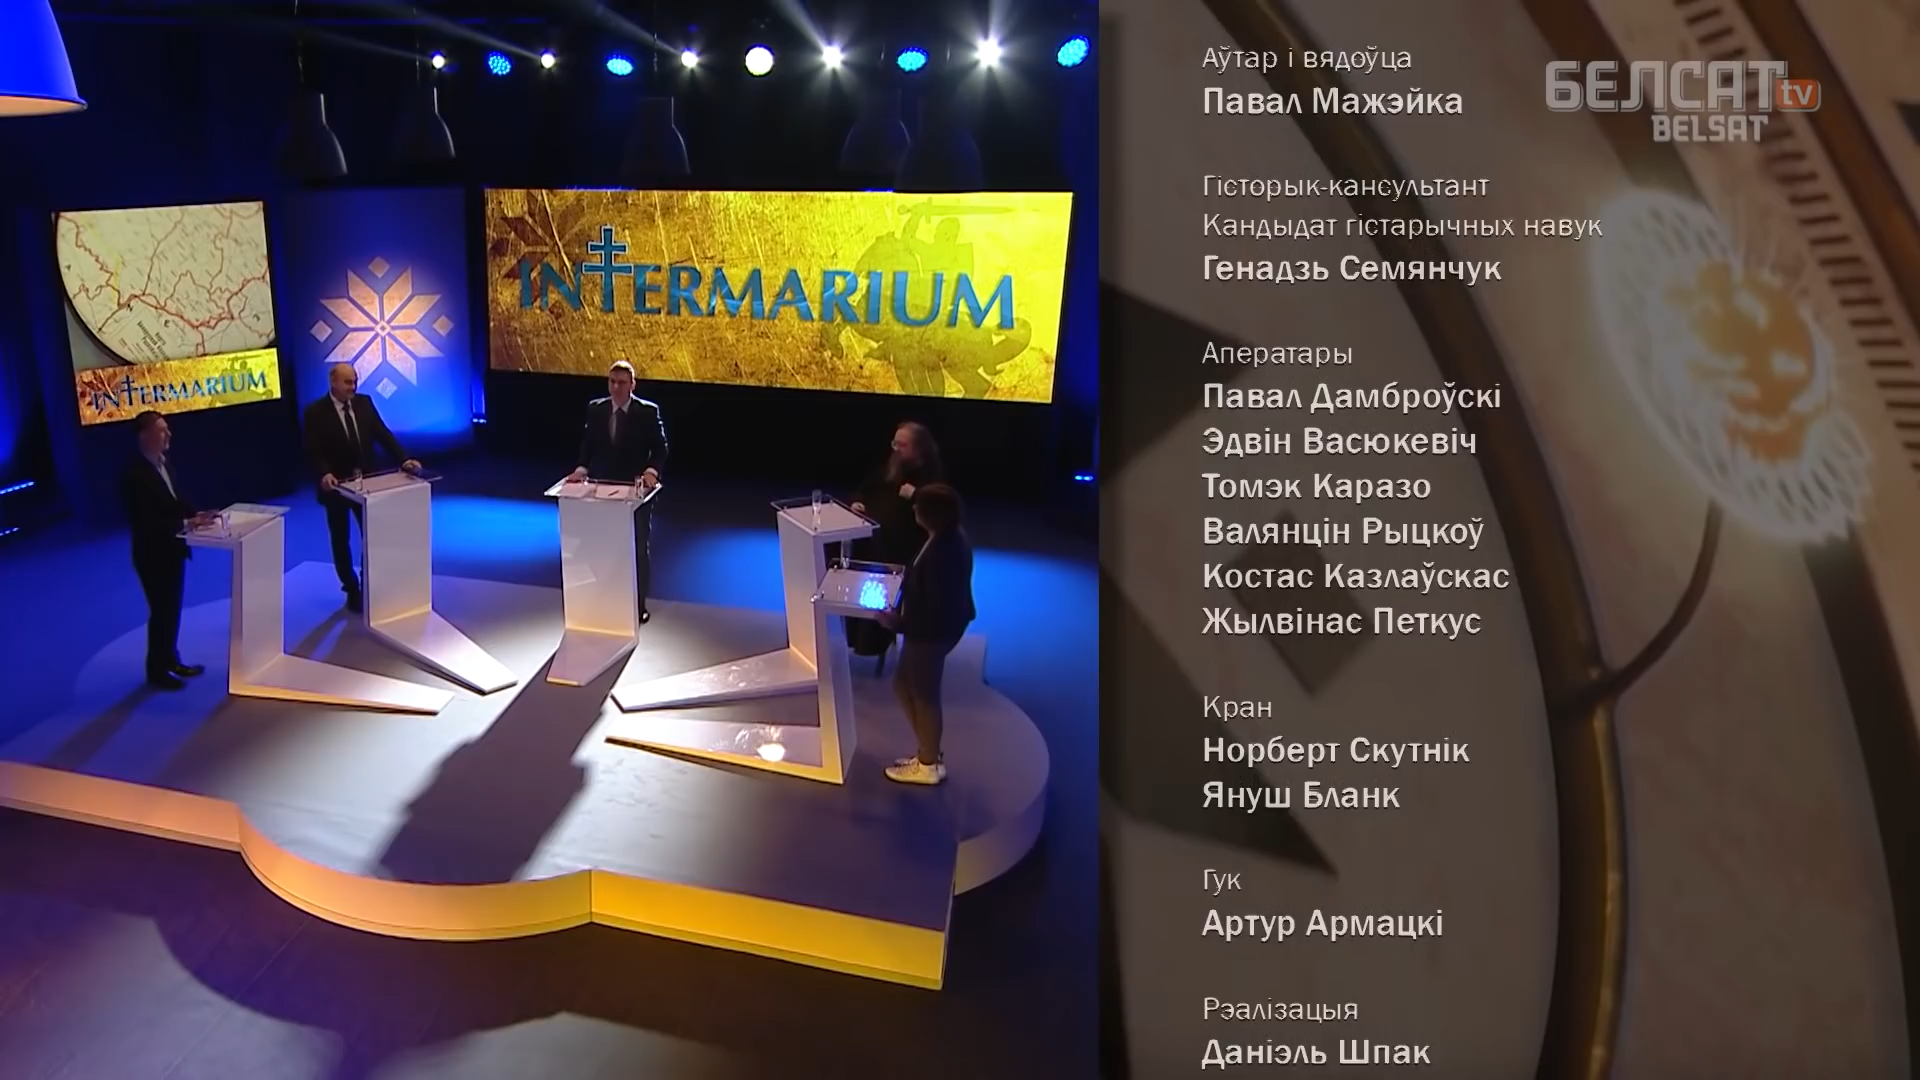 INTERMARIUM
INTERMARIUM
БЕЛСАТ tv
BELSAT
Аўтар і вядоўца
Павал Мажэйка
Гісторык-кансультант
Кандыдат гістарычных навук
Генадзь Семянчук
Аператары
Павал Дамброўскі
Эдвін Васюкевіч
Томэк Каразо
Валянцін Рыцкоў
Костас Казлаўскас
Жылвінас Петкус
Кран
Норберт Скутнік
Януш Бланк
Гук
Артур Армацкі
Рэалізацыя
Даніэль Шпак